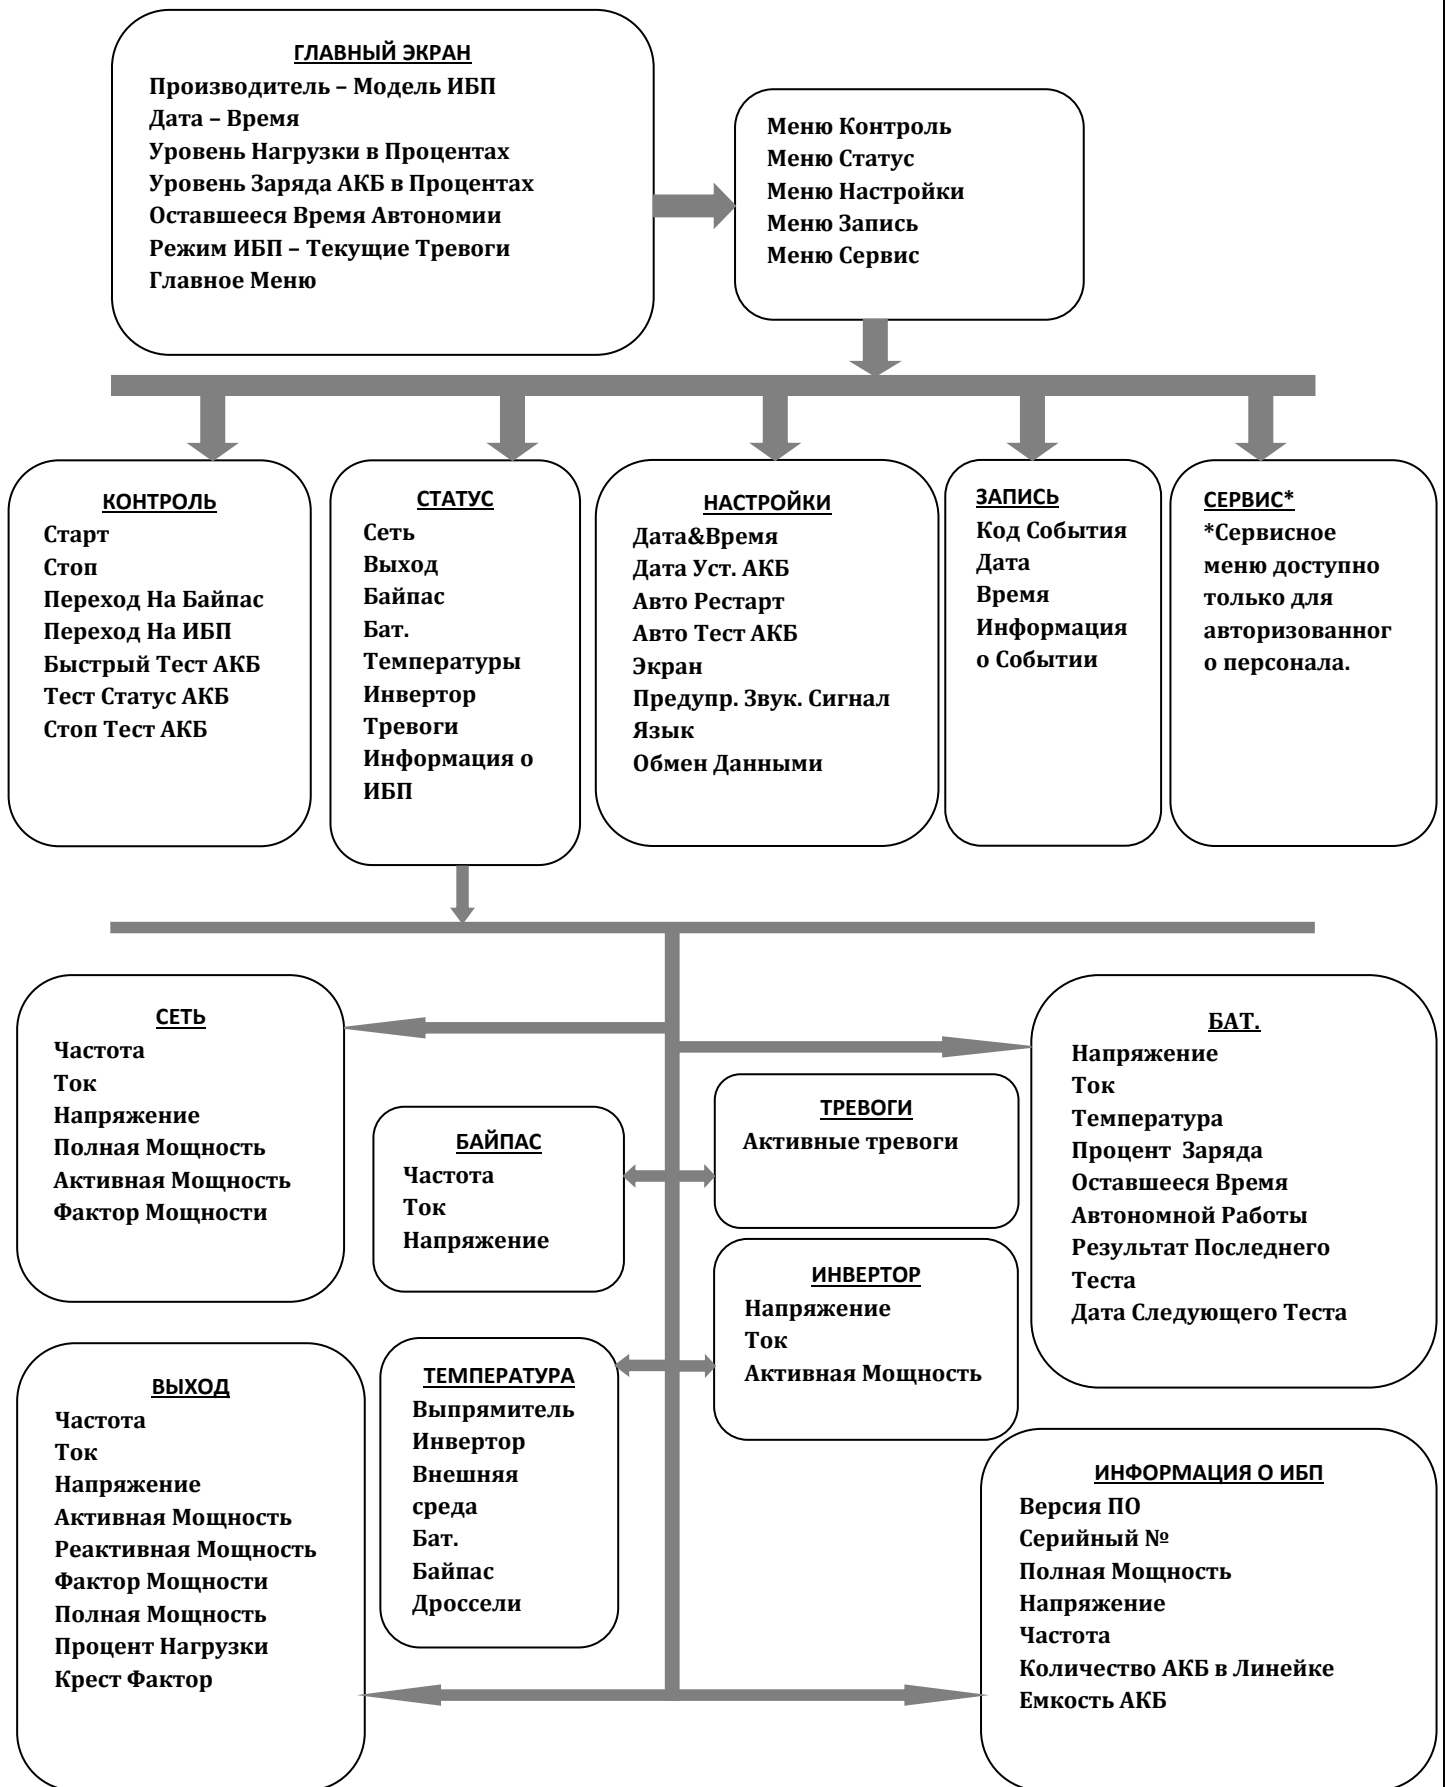 ГЛАВНЫЙ ЭКРАН
Производитель – Модель ИБП
Дата – Время
Уровень Нагрузки в Процентах
Уровень Заряда АКБ в Процентах
Оставшееся Время Автономии
Режим ИБП – Текущие Тревоги
Главное Меню
Меню Контроль
Меню Статус
Меню Настройки
Меню Запись
Меню Сервис
КОНТРОЛЬ
Старт
Стоп
Переход На Байпас
Переход На ИБП
Быстрый Тест АКБ
Тест Статус АКБ
Стоп Тест АКБ
СТАТУС
Сеть
Выход
Байпас
Бат.
Температуры
Инвертор
Тревоги
Информация о
ИБП
НАСТРОЙКИ
Дата&Время
Дата Уст. АКБ
Авто Рестарт
Авто Тест АКБ
Экран
Предупр. Звук. Сигнал
Язык
Обмен Данными
ЗАПИСЬ
Код События
Дата
Время
Информация
о Событии
СЕРВИС*
*Сервисное
меню доступно
только для
авторизованног
о персонала.
СЕТЬ
Частота
Ток
Напряжение
Полная Мощность
Активная Мощность
Фактор Мощности
БАЙПАС
Частота
Ток
Напряжение
ТРЕВОГИ
Активные тревоги
БАТ.
Напряжение
Ток
Температура
Процент Заряда
Оставшееся Время
Автономной Работы
Результат Последнего
Теста
Дата Следующего Теста
ИНВЕРТОР
Напряжение
Ток
Активная Мощность
ВЫХОД
Частота
Ток
Напряжение
Активная Мощность
Реактивная Мощность
Фактор Мощности
Полная Мощность
Процент Нагрузки
Крест Фактор
ТЕМПЕРАТУРА
Выпрямитель
Инвертор
Внешняя
среда
Бат.
Байпас
Дроссели
ИНФОРМАЦИЯ О ИБП
Версия ПО
Серийный №
Полная Мощность
Напряжение
Частота
Количество АКБ в Линейке
Емкость АКБ